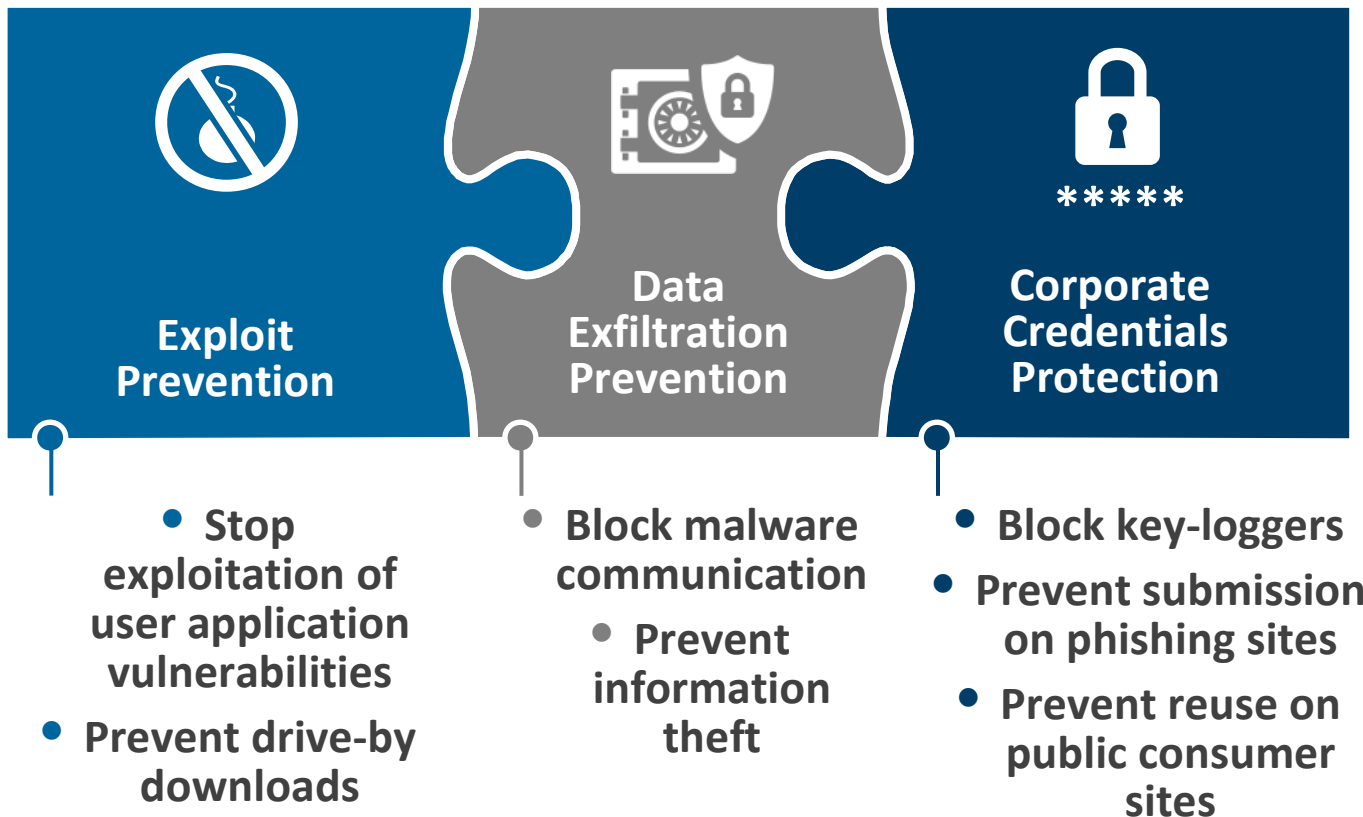 *****
Exploit
Prevention
Data
Exfiltration
Prevention
Corporate
Credentials
Protection
• Stop
exploitation of
user application
vulnerabilities
• Prevent drive-by
downloads
• Block malware
communication
• Prevent
information
theft
• Block key-loggers
• Prevent submission
on phishing sites
• Prevent reuse on
public consumer
sites